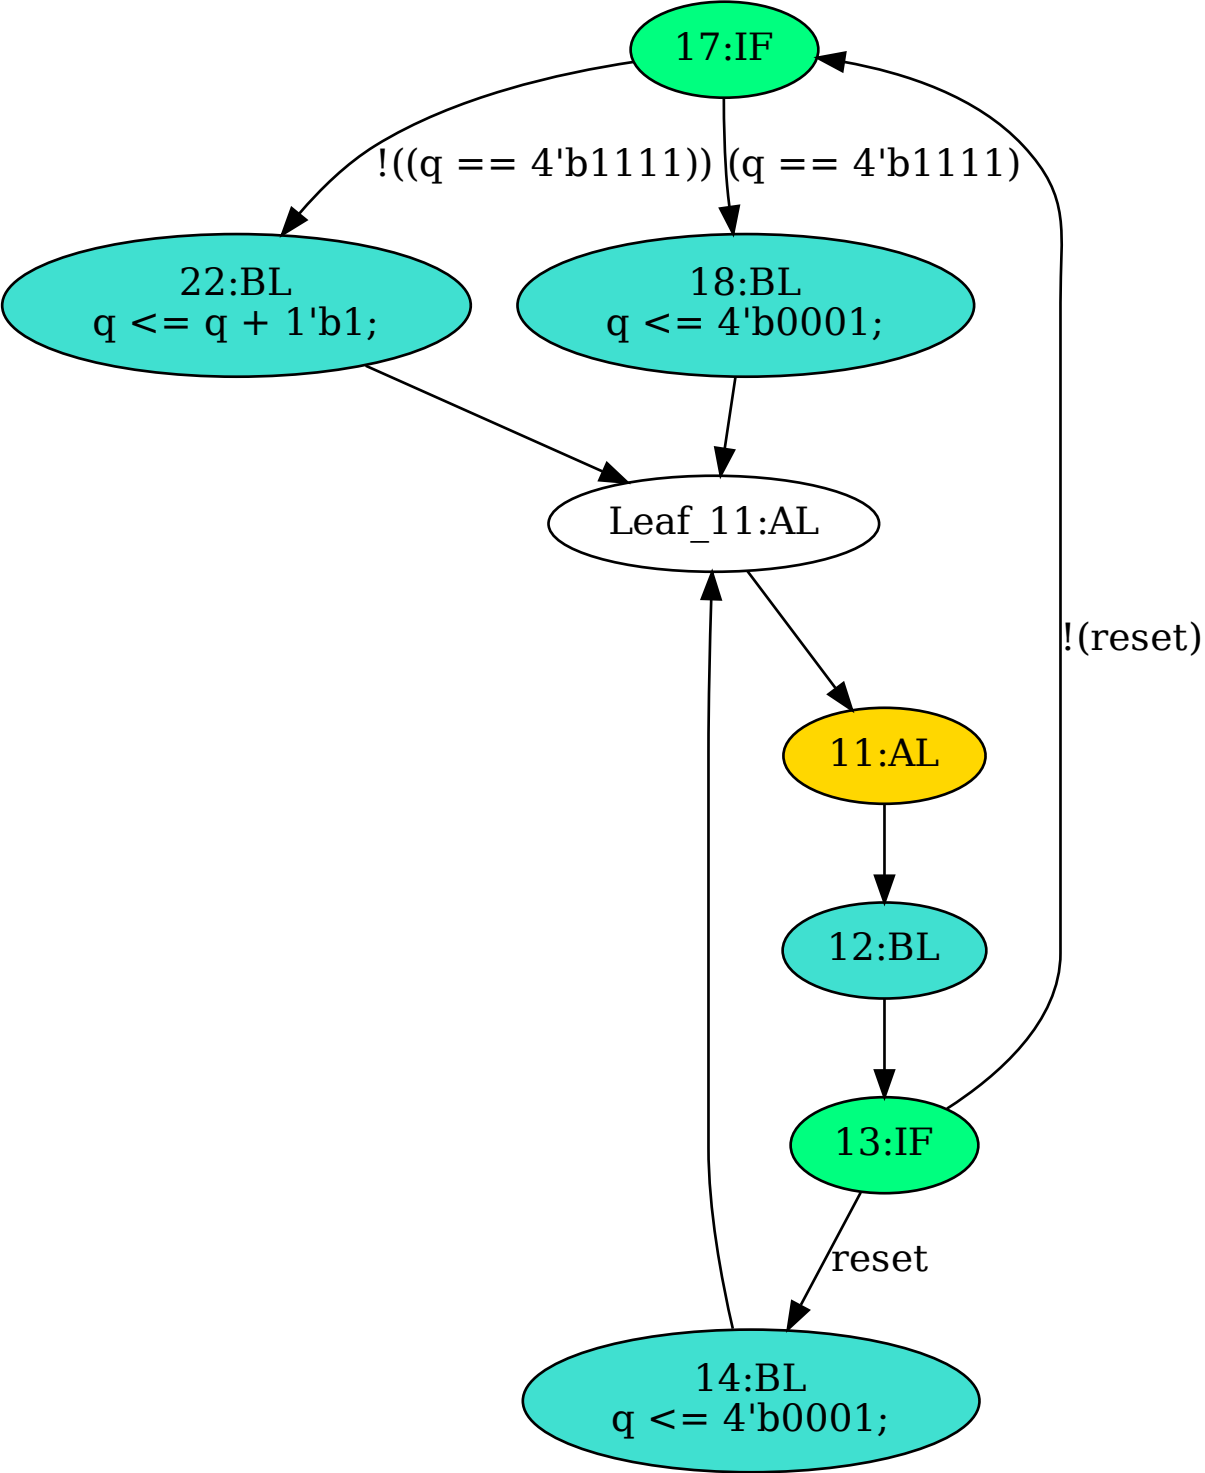 17:IF
!((q == 4'b1111))
(q == 4'b1111)
22:BL
q <= q + 1'b1;
18:BL
q <= 4'b0001;
Leaf_11:AL
!(reset)
11:AL
12:BL
13:IF
reset
14:BL
q <= 4'b0001;